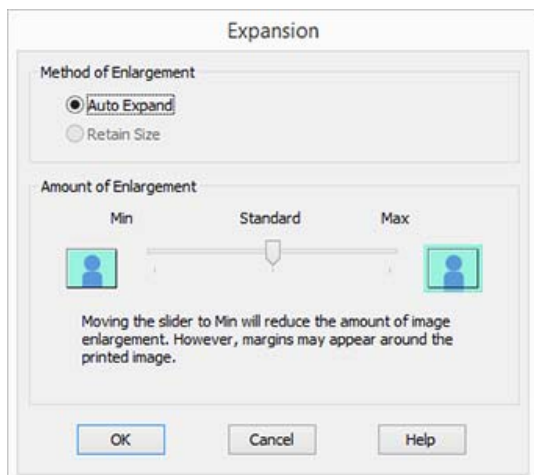 Expansion
Method of Enlargement
Auto Expand
Retain Size
Amount of Enlargement
Min Standard Max
Moving the slider to Min will reduce the amount of image
enlargement. However, margins may appear around the
printed image.
OK Cancel Help